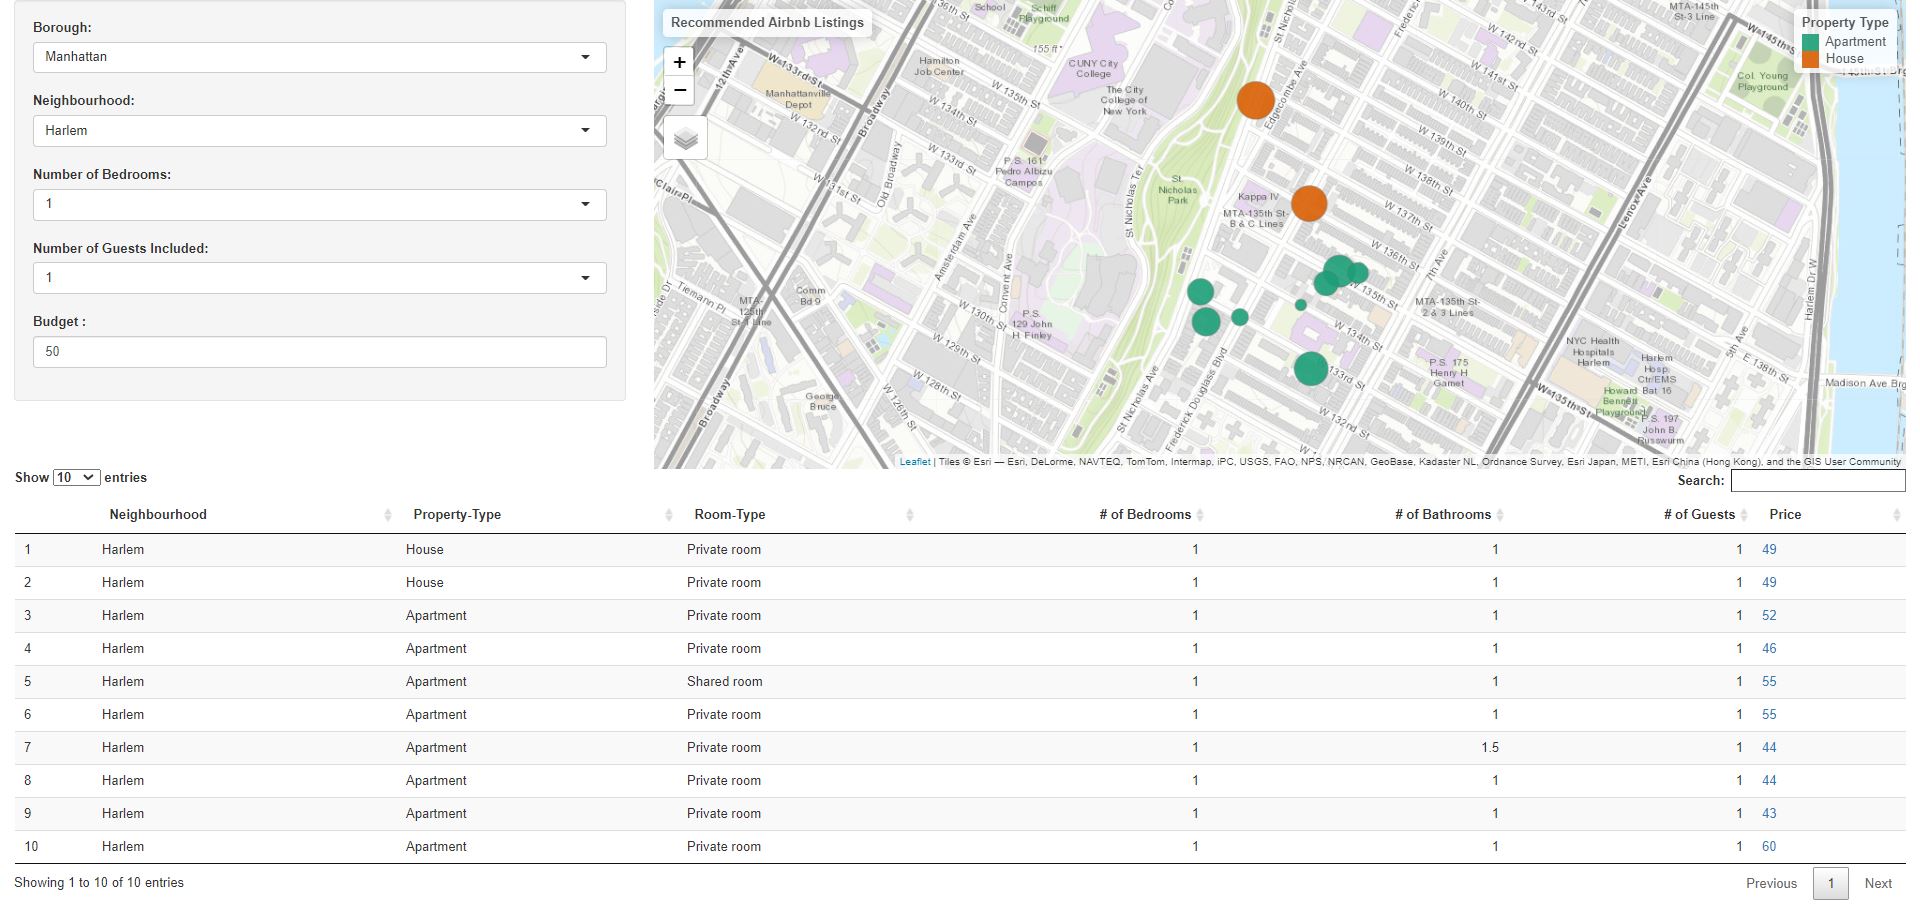 Borough:
Manhattan
Neighbourhood:
Harlem
Number of Bedrooms:
1
Number of Guests Included:
1
Budget :
50
Recommended Airbnb Listings
+
−
Property Type
Apartment
House
136th St
School
Schiff
Playground
St Nicholas
W 143rd St
MTA-145th
St-3 Line
W-145th-St
12th Ave
W-133rd-St
155 ft
Hamilton
Job Center
CUNY City
College
W 142nd St
Col. Young
Playground
Manhattanville
Depot
W 135th St
The City
College of
New York
Edgecombe Ave
W 141st St
W 140th St
Broadway
W 134th St
W 132nd St
W 139th St
W 133rd St
P.S. 161
Pedro Albizu
Campos
St.
Nicholas
Park
W 138th St
W 131st St
Old Broadway
Kappa IV
MTA-135th St-
B & C Lines
W 137th St
Lenox Ave
St Nicholas Ter
Amsterdam Ave
W 136th St
7th Ave
Convent Ave
Harlem Dr W
Tiemann Pl
Comm
Bd 9
MTA-
125th
St-1 Line
W 130th St
P.S.
129 John
H. Finley
W 135th St
MTA-135th St-
2 & 3 Lines
W 134th St
W 129th St
NYC Health
Hospitals
Harlem
5th Ave
Harlem
Hosp.
Ctr/EMS
Bat 16
E 138th St
P.S. 175
Henry H
Garnet
133rd St
W 128th St
W 126th St
Madison Ave Brg
George
Bruce
Broadway
St Nicholas Ave
Frederick Douglass Blvd
W 132nd St
W-135th-St
Howard
Bennett
Playground
P.S. 197
John B.
Russwurm
Leaflet | Tiles © Esri — Esri, DeLorme, NAVTEQ, TomTom, Intermap, iPC, USGS, FAO, NPS, NRCAN, GeoBase, Kadaster NL, Ordnance Survey, Esri Japan, METI, Esri China (Hong Kong), and the GIS User Community
Show 10 entries
Search:
Neighbourhood Property-Type Room-Type # of Bedrooms # of Bathrooms # of Guests Price
1 Harlem House Private room 1 1 1 49
2 Harlem House Private room 1 1 1 49
3 Harlem Apartment Private room 1 1 1 52
4 Harlem Apartment Private room 1 1 1 46
5 Harlem Apartment Shared room 1 1 1 55
6 Harlem Apartment Private room 1 1 1 55
7 Harlem Apartment Private room 1 1.5 1 44
8 Harlem Apartment Private room 1 1 1 44
9 Harlem Apartment Private room 1 1 1 43
10 Harlem Apartment Private room 1 1 1 60
Showing 1 to 10 of 10 entries
Previous 1 Next